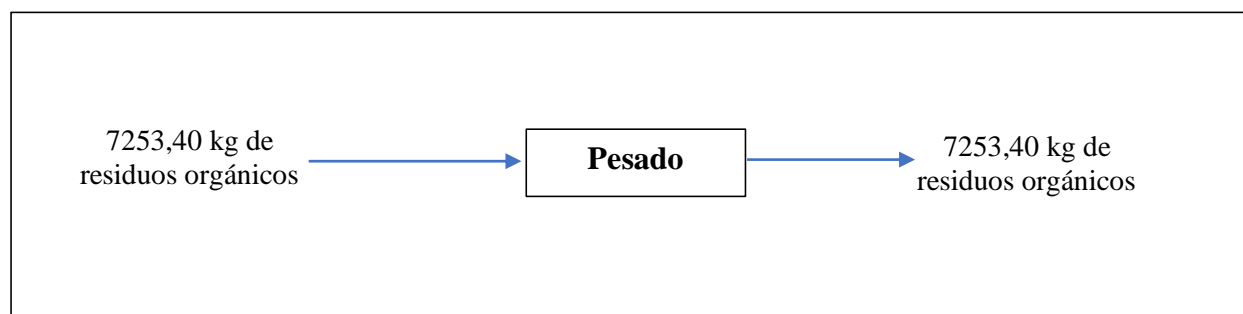 7253,40 kg de
residuos orgánicos
Pesado
7253,40 kg de
residuos orgánicos